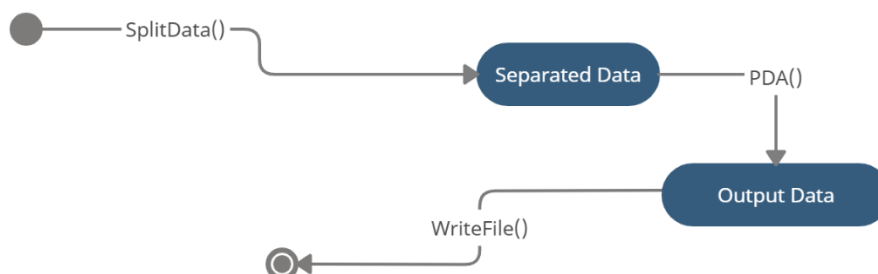 SplitData()
Separated Data
PDA()
Output Data
WriteFile()